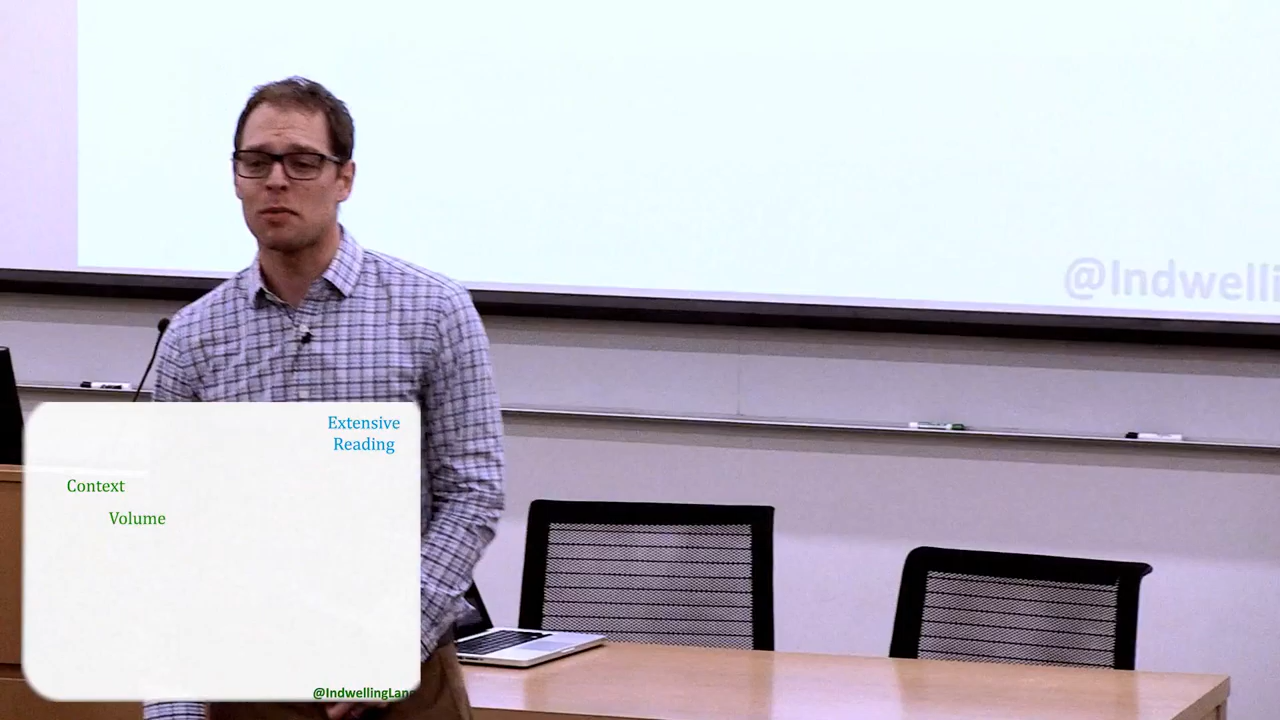 @Indwelli
Extensive
Reading
Context
Volume
@IndwellingLan